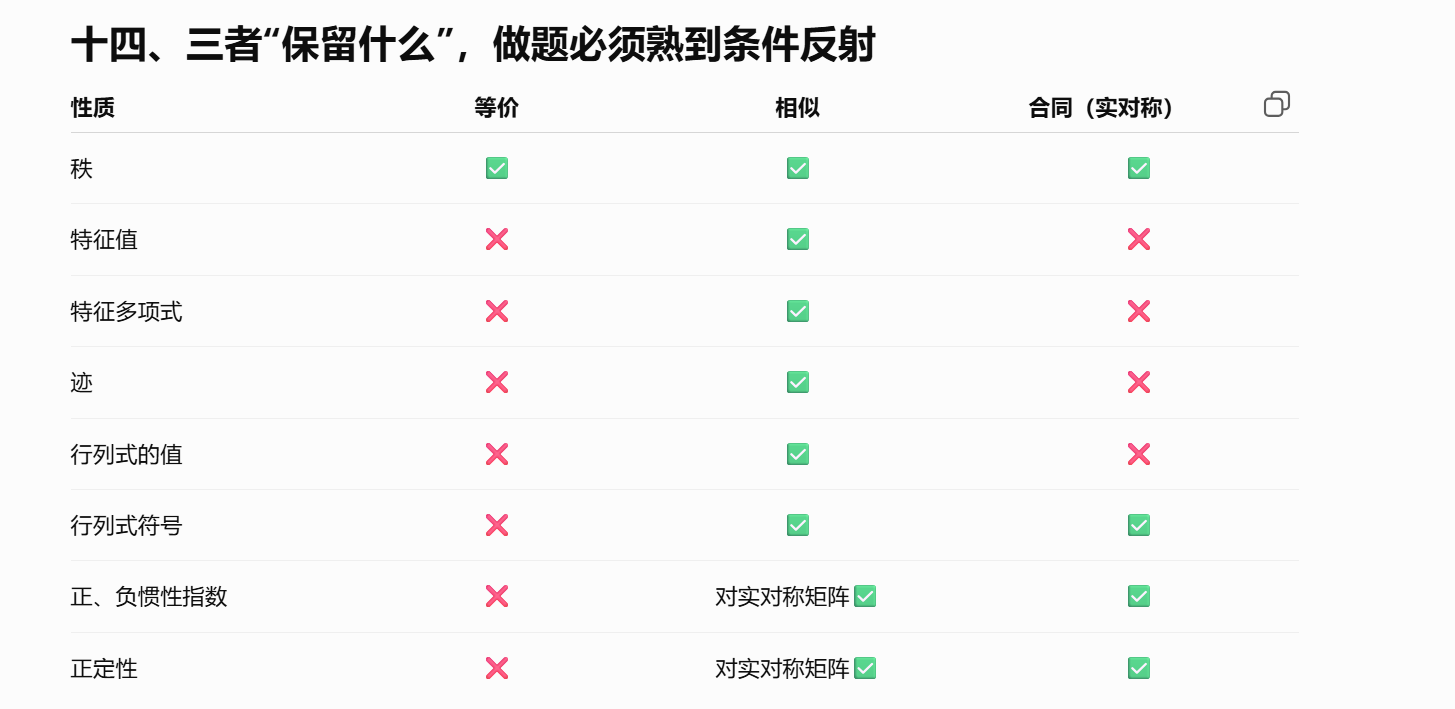 十四、三者“保留什么”，做题必须熟到条件反射
性质 等价 相似 合同（实对称）
秩 ✅ ✅ ✅
特征值 ❌ ✅ ❌
特征多项式 ❌ ✅ ❌
迹 ❌ ✅ ❌
行列式的值 ❌ ✅ ❌
行列式符号 ❌ ✅ ✅
正、负惯性指数 ❌ 对实对称矩阵✅ ✅
正定性 ❌ 对实对称矩阵✅ ✅